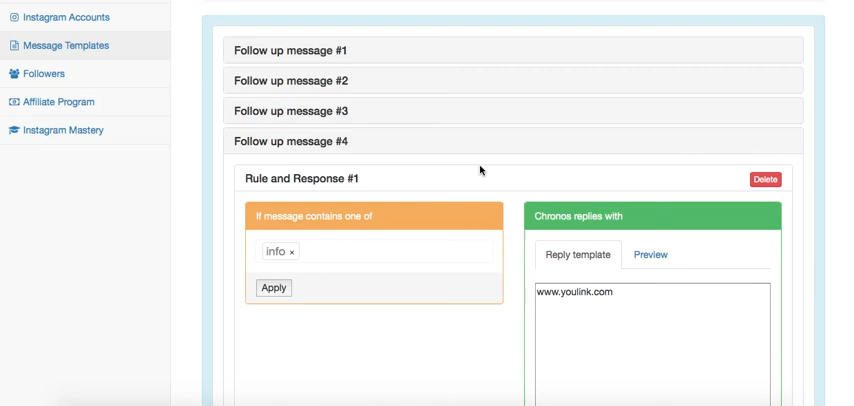 Instagram Accounts
Message Templates
Followers
Affiliate Program
Instagram Mastery
Follow up message #1
Follow up message #2
Follow up message #3
Follow up message #4
Rule and Response #1
Delete
If message contains one of
info ×
Apply
Chronos replies with
Reply template
Preview
www.youlink.com